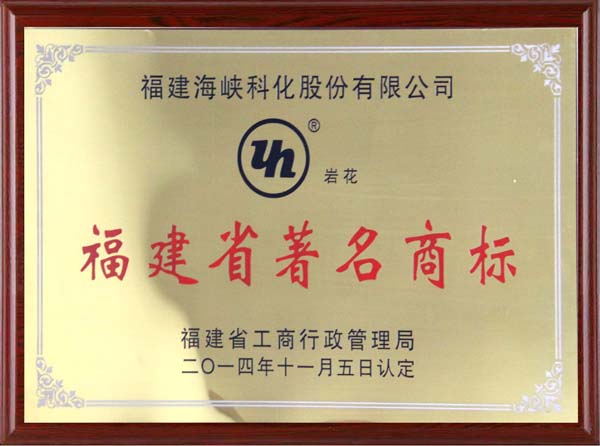 福建海峡科化股份有限公司
yh®
岩花
福建省著名商标
福建省工商行政管理局
二〇一四年十一月五日认定